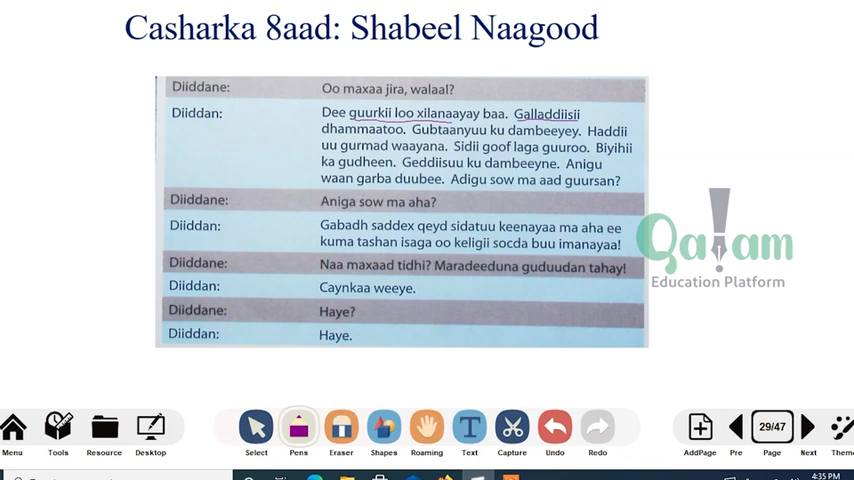 Casharka 8aad: Shabeel Naagood
Diiddane: Oo maxaa jira, walaal?
Diiddan: Dee guurkii loo xilanaayay baa. Galladdiisii
dhammaatoo. Gubtaanyuu ku dambeeyey. Haddii
uu gurmad waayana. Sidii goof laga guuroo. Biyihii
ka gudheen. Geddiisuu ku dambeeyne. Anigu
waan garba duubee. Adigu sow ma aad guursan?
Diiddane: Aniga sow ma aha?
Diiddan: Gabadh saddex qeyd sidatuu keenayaa ma aha ee
kuma tashan isaga oo keligii socda buu imanayaa!
Diiddane: Naa maxaad tidhi? Maradeeduna guduudan tahay!
Diiddan: Caynkaa weeye.
Diiddane: Haye?
Diiddan: Haye.
Qalam
Education Platform
Menu Tools Resource Desktop Select Pens Eraser Shapes Roaming Text Capture Undo Redo AddPage Pre 29/47 Page Next Theme
4:35 PM